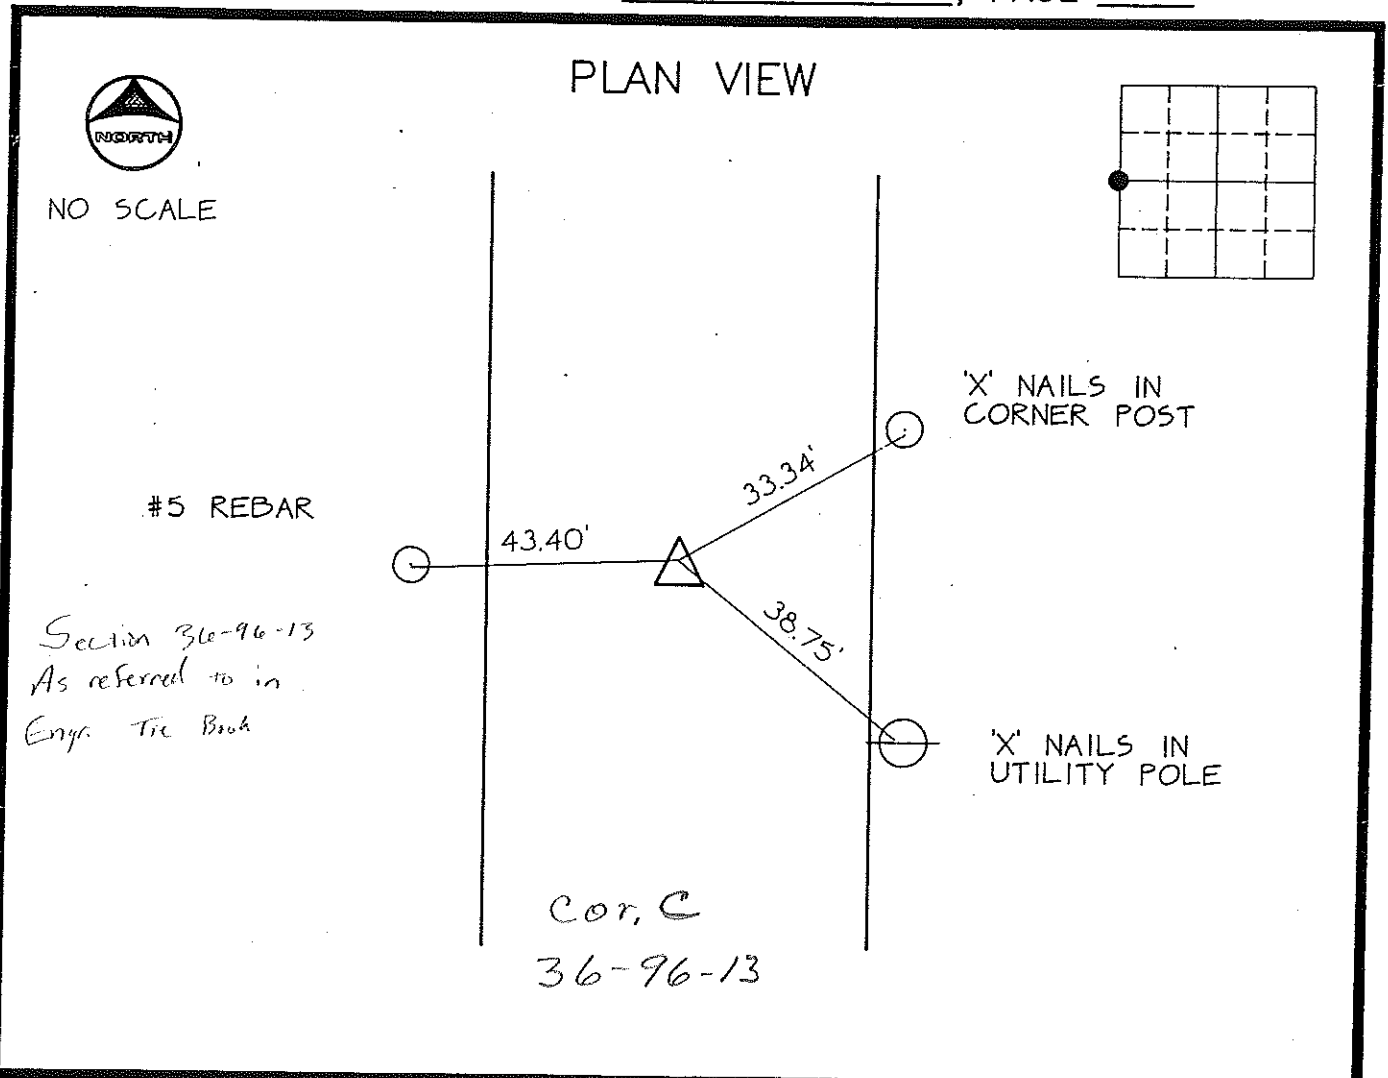 , PAGE
PLAN VIEW
NORTH
NO SCALE
'X' NAILS IN
CORNER POST
33.34'
#5 REBAR
43.40'
38.75'
Section 36-96-13
As referred to in
Engr. Tie Book
'X' NAILS IN
UTILITY POLE
Cor. C
36-96-13